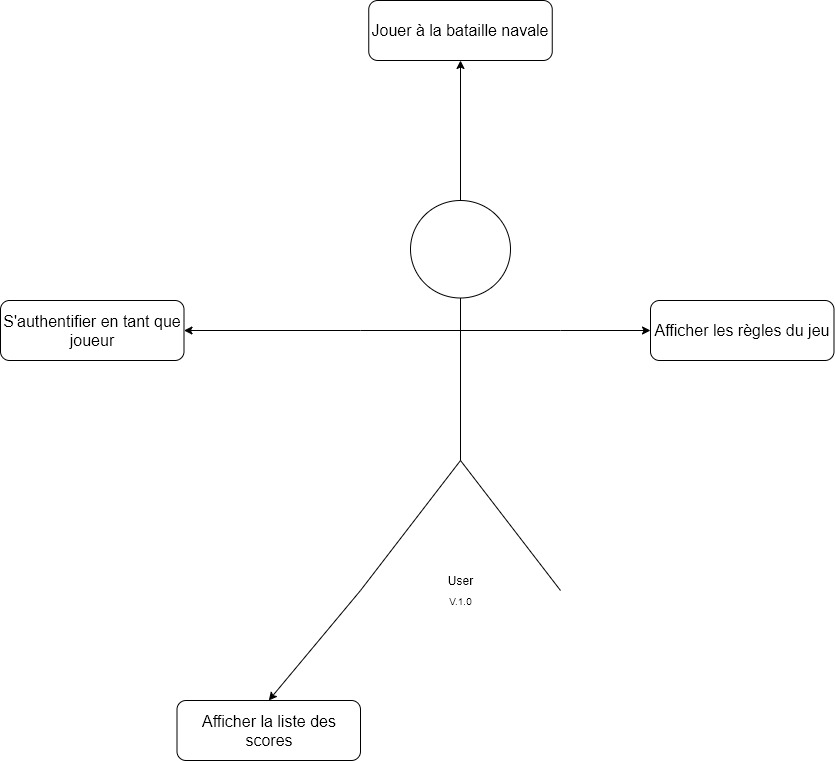 Jouer à la bataille navale
S'authentifier en tant que
joueur
Afficher les règles du jeu
User
V.1.0
Afficher la liste des
scores